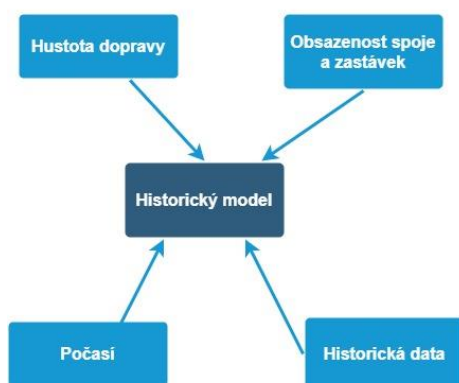 Hustota dopravy
Obsazenost spoje
a zastávek
Historický model
Počasí
Historická data